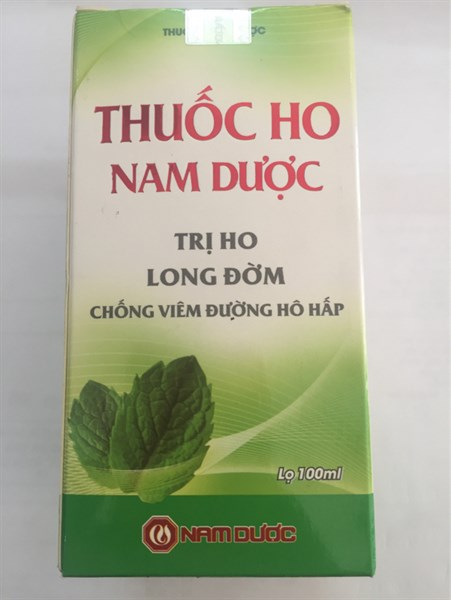 THUỐC HO
NAM DƯỢC
TRỊ HO
LONG ĐỜM
CHỐNG VIÊM ĐƯỜNG HÔ HẤP
Lọ 100ml
NAM DƯỢC